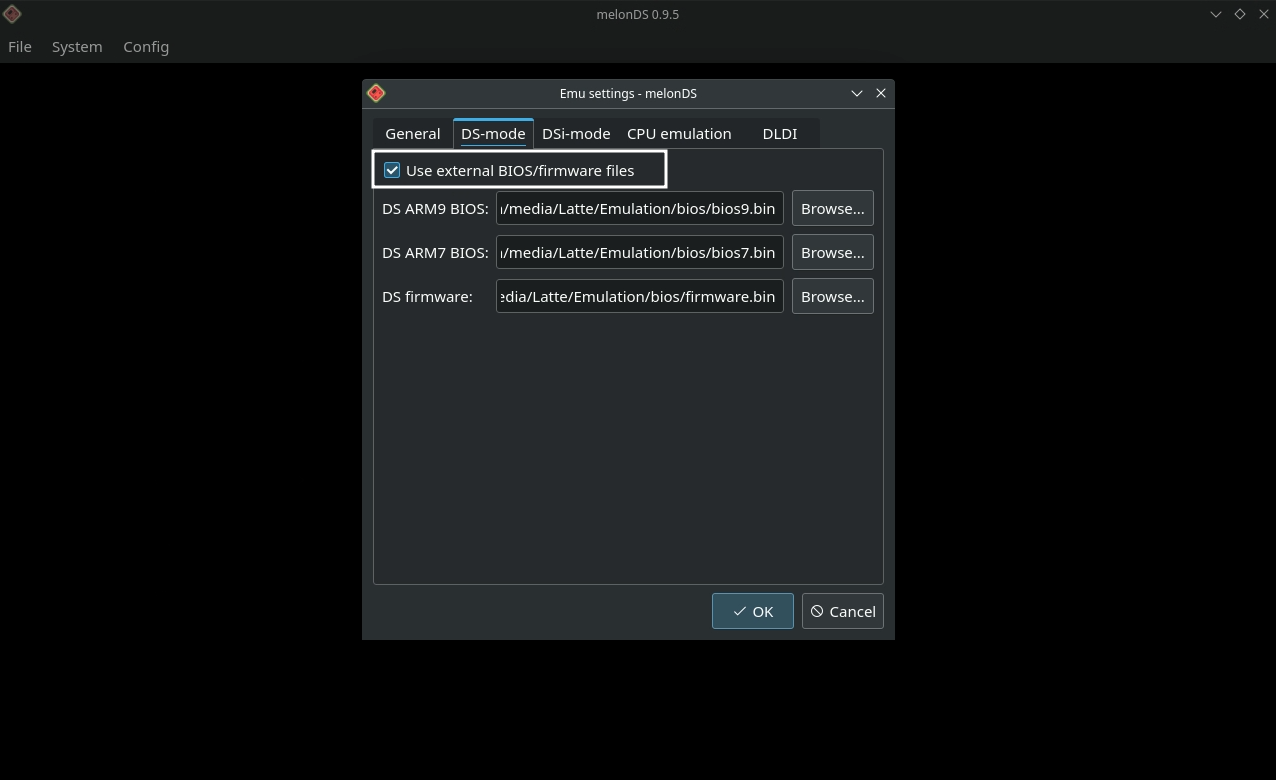 melonDS 0.9.5
File System Config
Emu settings - melonDS
General DS-mode DSi-mode CPU emulation DLDI
Use external BIOS/firmware files
DS ARM9 BIOS: /media/Latte/Emulation/bios/bios9.bin Browse...
DS ARM7 BIOS: /media/Latte/Emulation/bios/bios7.bin Browse...
DS firmware: edia/Latte/Emulation/bios/firmware.bin Browse...
OK Cancel